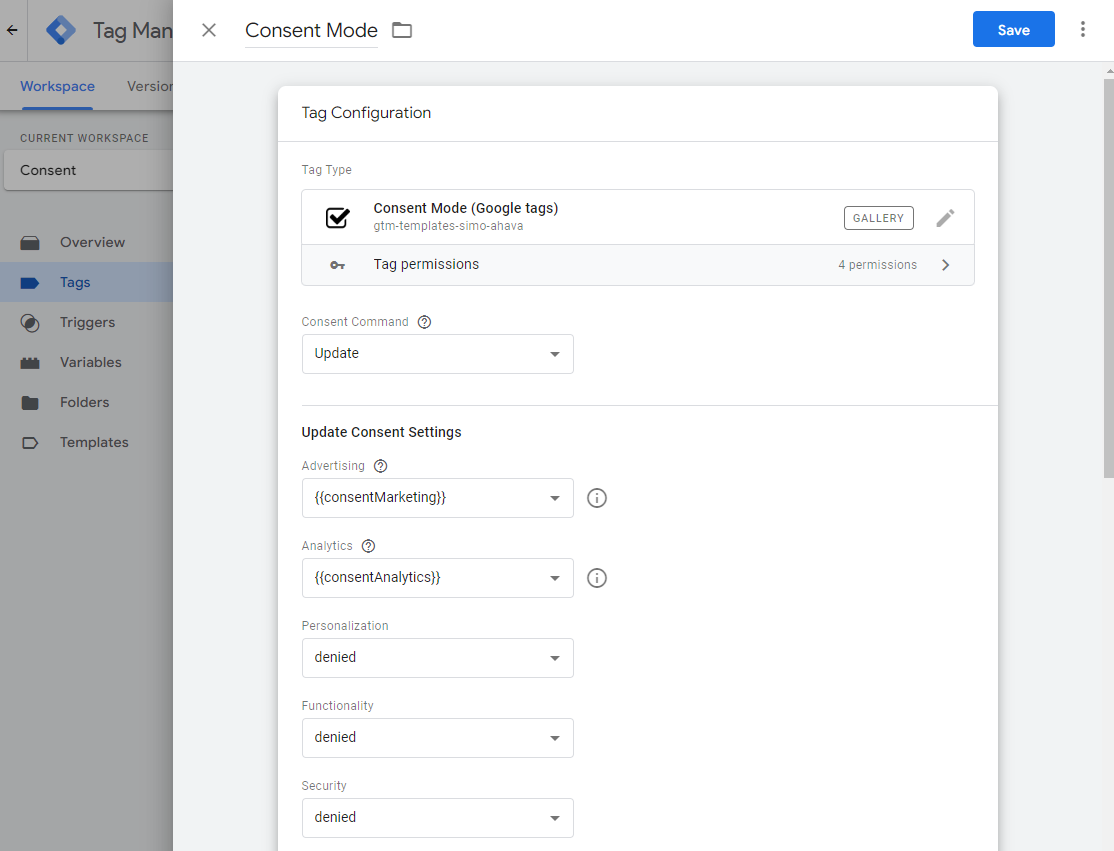 Tag Man
Consent Mode
Save
Workspace
Version
CURRENT WORKSPACE
Consent
Overview
Tags
Triggers
Variables
Folders
Templates
Tag Configuration
Tag Type
Consent Mode (Google tags)
gtm-templates-simo-ahava
GALLERY
Tag permissions
4 permissions
Consent Command
Update
Update Consent Settings
Advertising
{{consentMarketing}}
Analytics
{{consentAnalytics}}
Personalization
denied
Functionality
denied
Security
denied